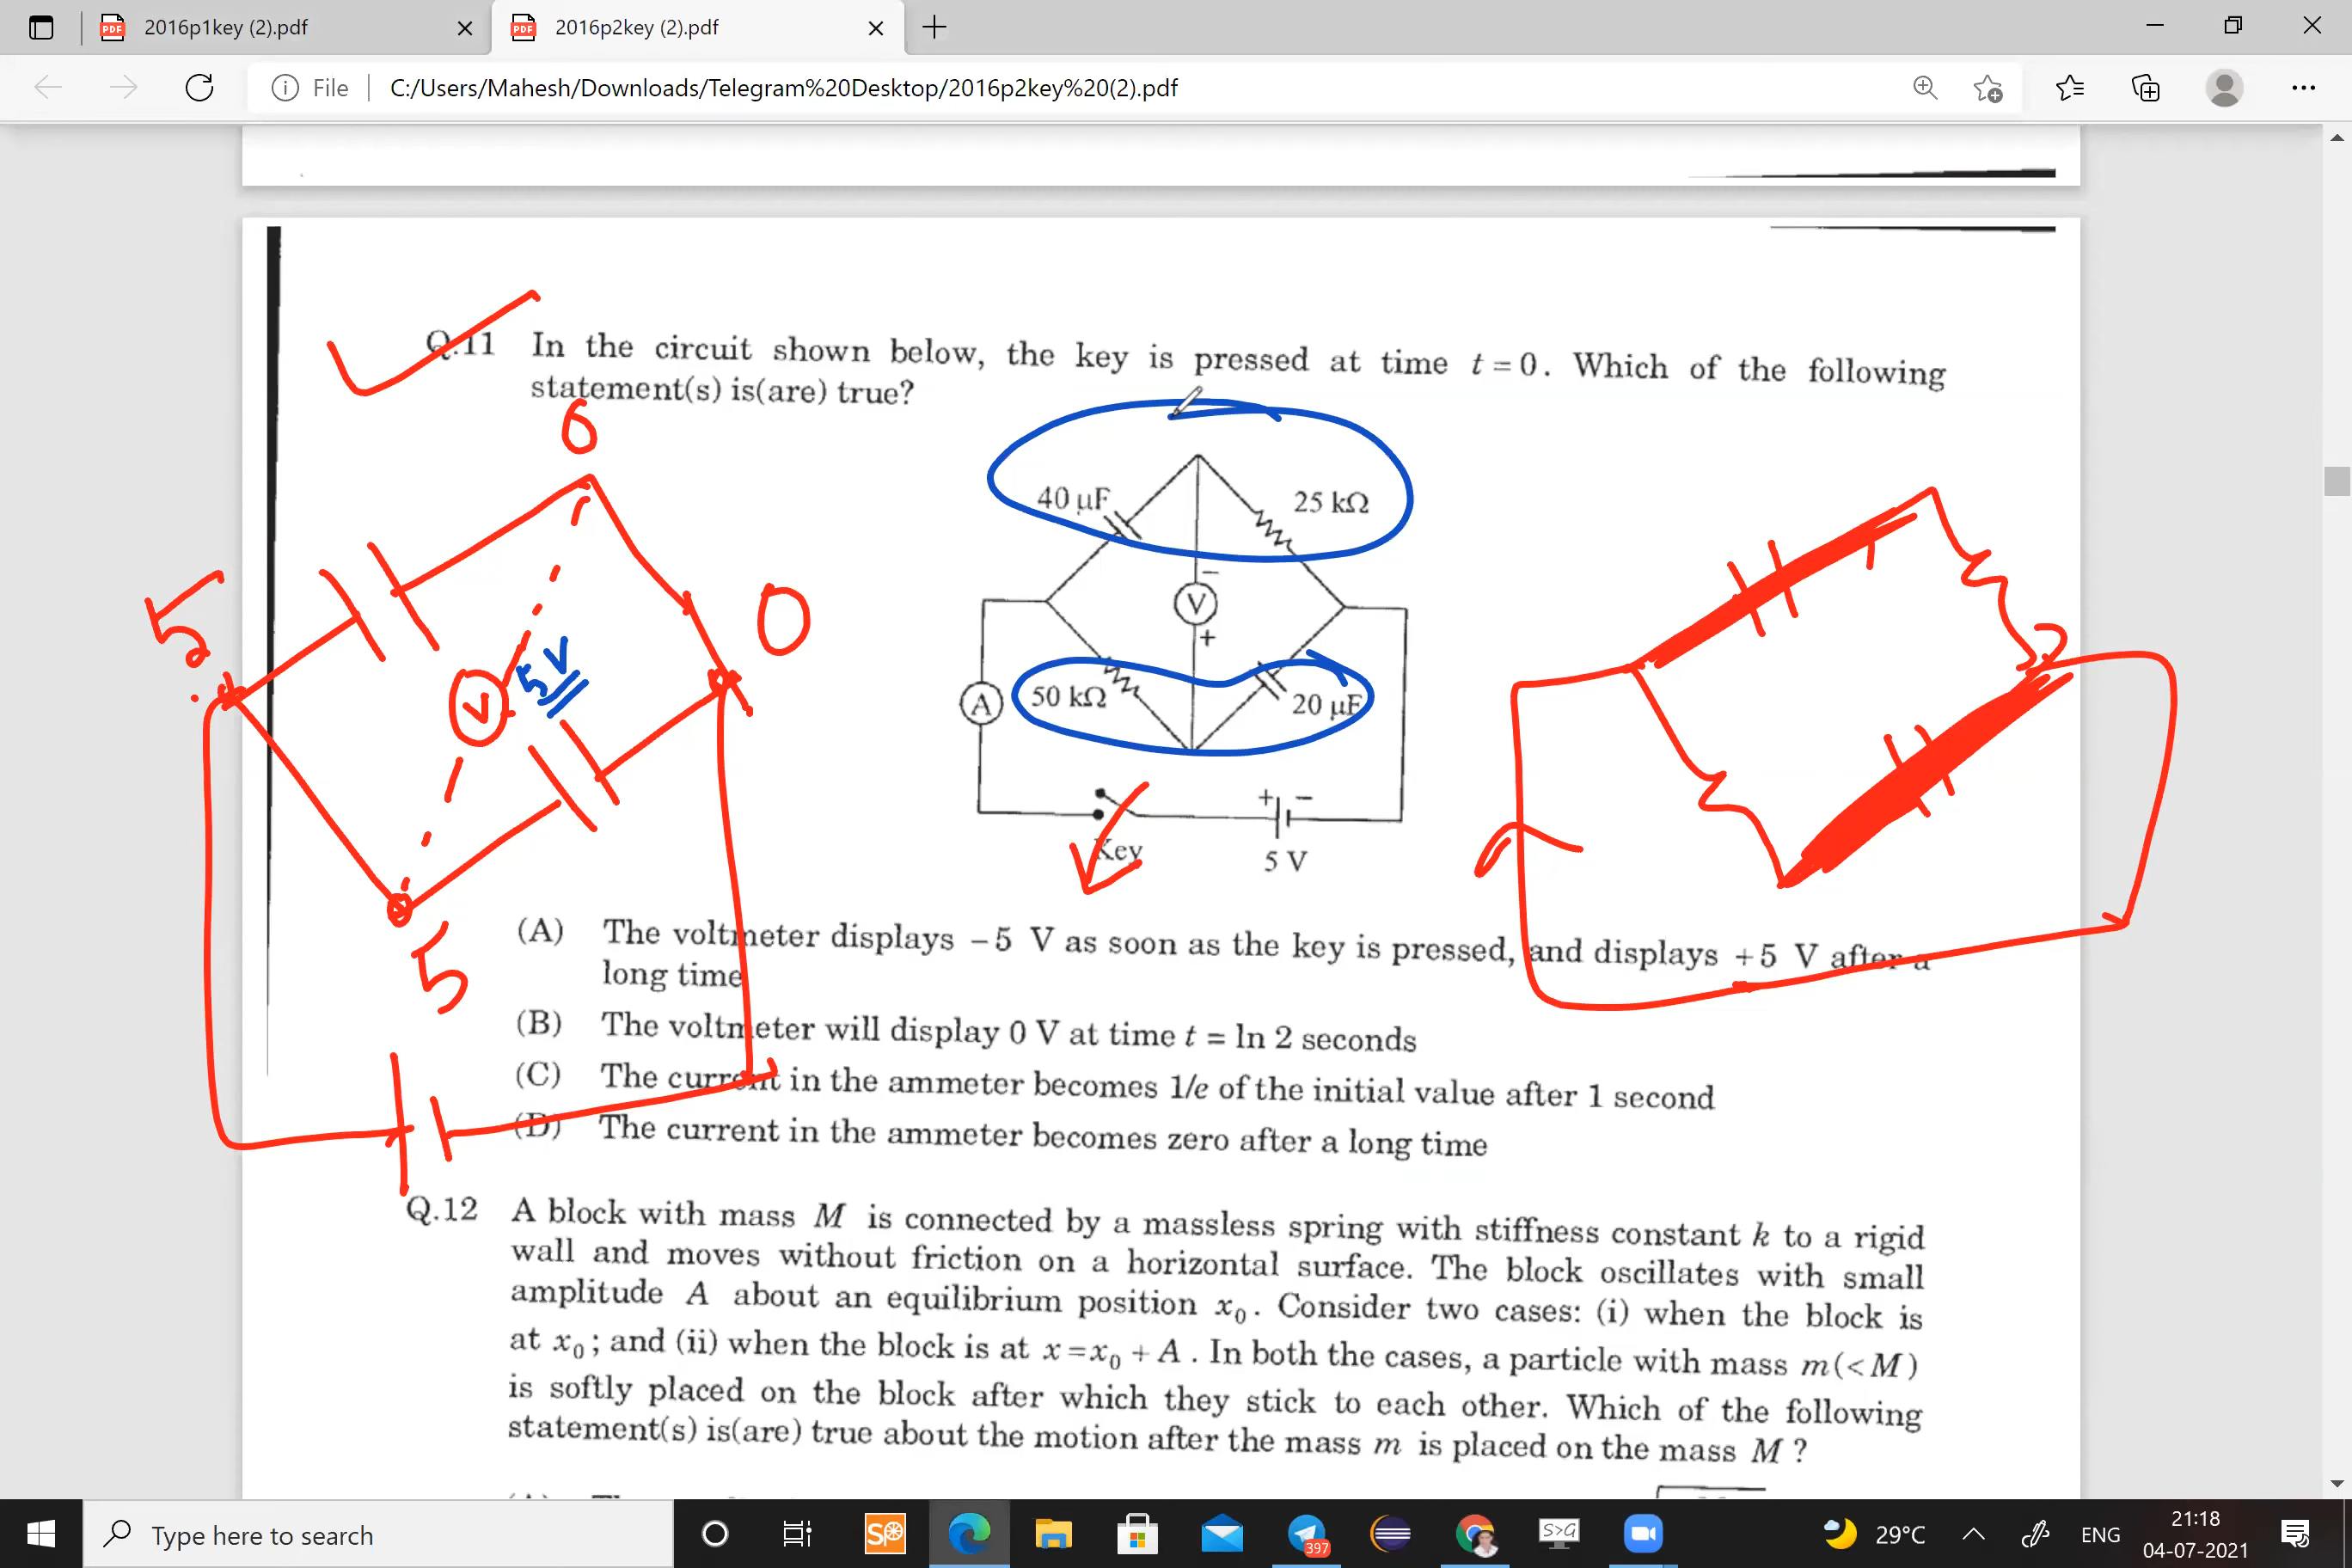 2016p1key (2).pdf
2016p2key (2).pdf
File
C:/Users/Mahesh/Downloads/Telegram%20Desktop/2016p2key%20(2).pdf
Q.11 In the circuit shown below, the key is pressed at time t = 0. Which of the following
statement(s) is(are) true?
6
40 μF
25 kΩ
5
0
V
5V
V
+
−
A
50 kΩ
20 μF
+ −
Key
5 V
5
(A) The voltmeter displays −5 V as soon as the key is pressed, and displays +5 V after a
long time
(B) The voltmeter will display 0 V at time t = ln 2 seconds
(C) The current in the ammeter becomes 1/e of the initial value after 1 second
(D) The current in the ammeter becomes zero after a long time
Q.12 A block with mass M is connected by a massless spring with stiffness constant k to a rigid
wall and moves without friction on a horizontal surface. The block oscillates with small
amplitude A about an equilibrium position x₀. Consider two cases: (i) when the block is
at x₀; and (ii) when the block is at x=x₀ + A. In both the cases, a particle with mass m(<M)
is softly placed on the block after which they stick to each other. Which of the following
statement(s) is(are) true about the motion after the mass m is placed on the mass M?
Type here to search
397
S>G
29°C
ENG
21:18
04-07-2021